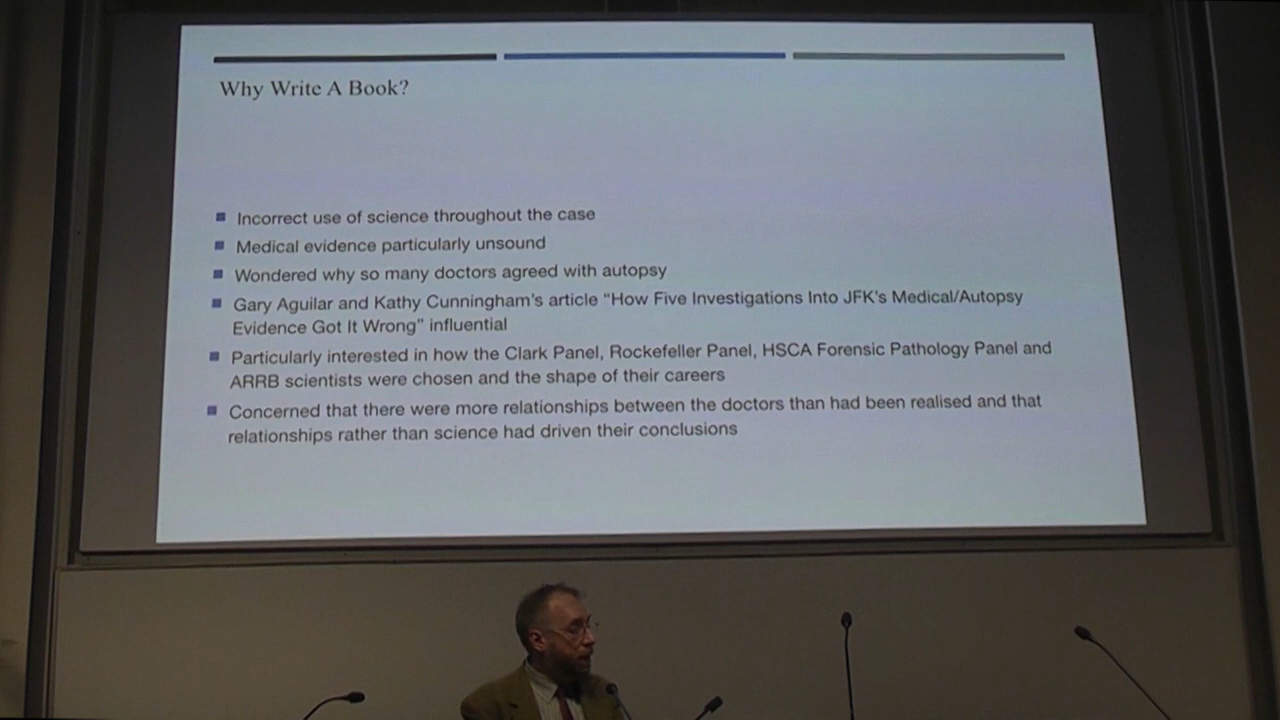 Why Write A Book?
Incorrect use of science throughout the case
Medical evidence particularly unsound
Wondered why so many doctors agreed with autopsy
Gary Aguilar and Kathy Cunningham's article “How Five Investigations Into JFK's Medical/Autopsy
Evidence Got It Wrong” influential
Particularly interested in how the Clark Panel, Rockefeller Panel, HSCA Forensic Pathology Panel and
ARRB scientists were chosen and the shape of their careers
Concerned that there were more relationships between the doctors than had been realised and that
relationships rather than science had driven their conclusions